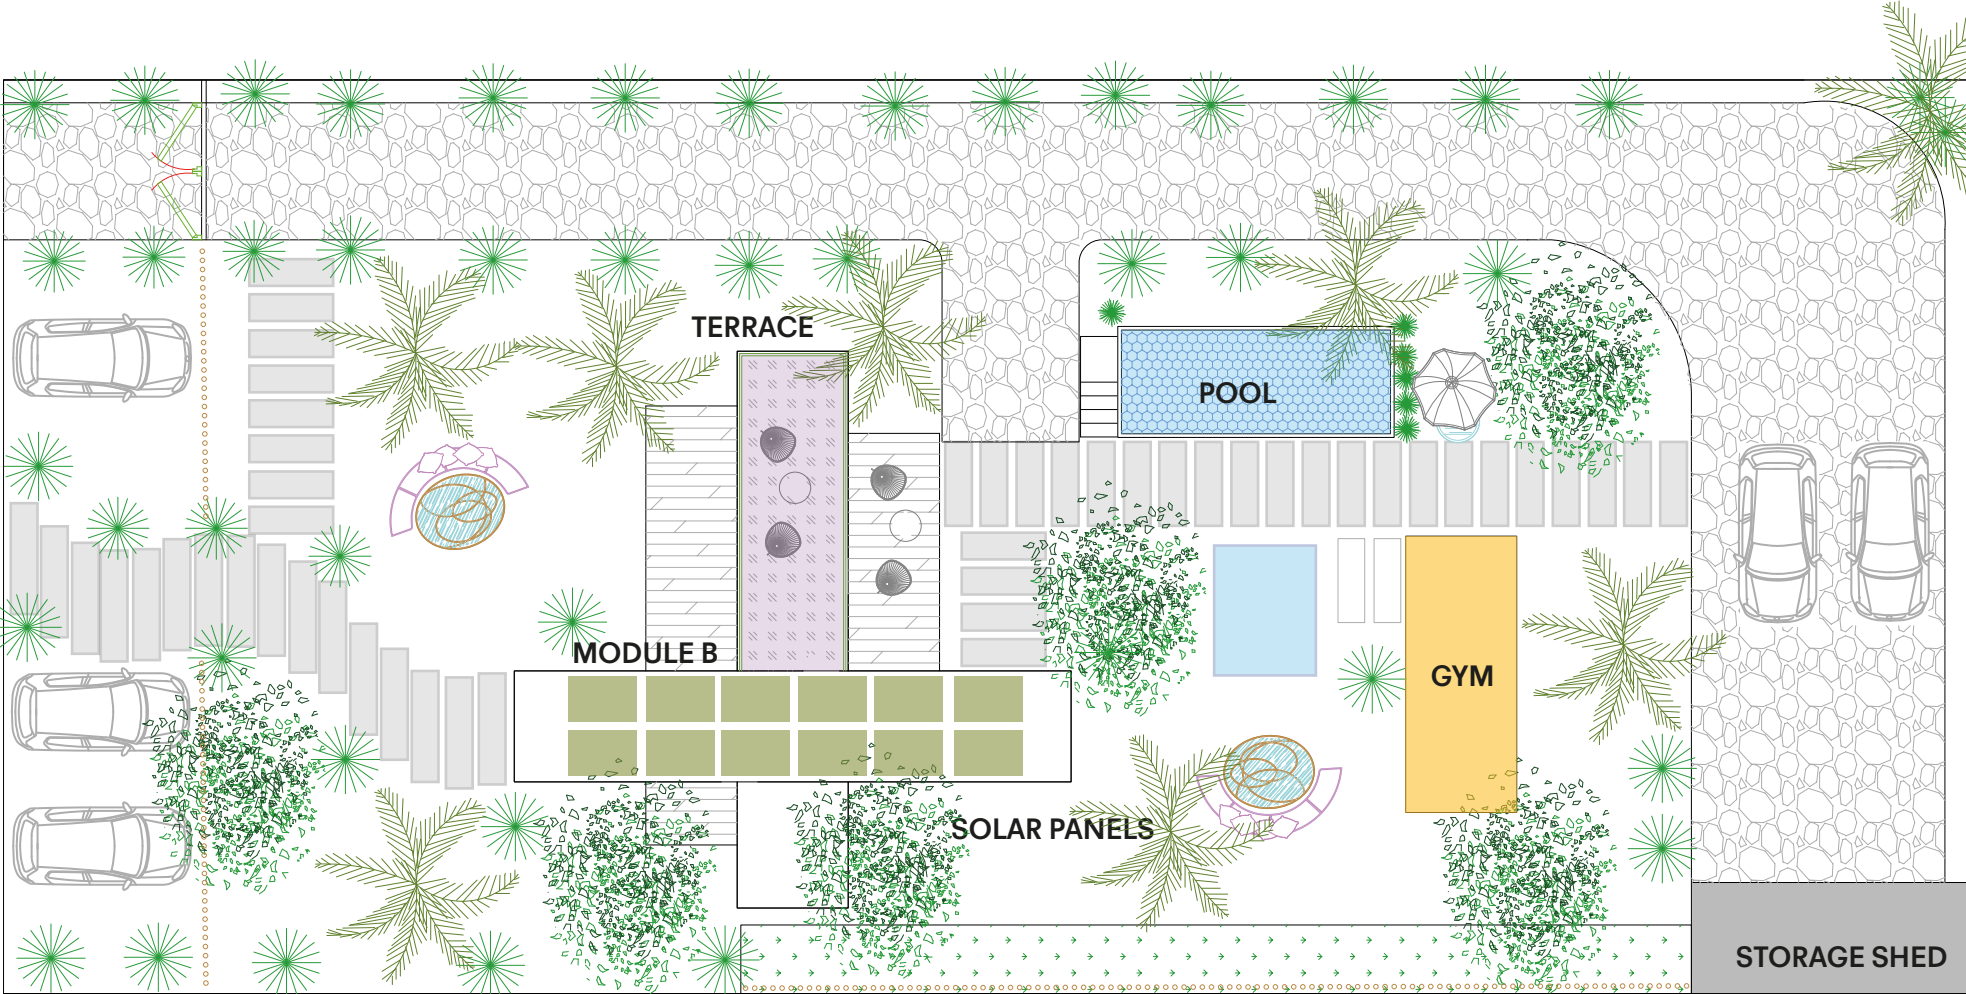 TERRACE
POOL
MODULE B
GYM
SOLAR PANELS
STORAGE SHED